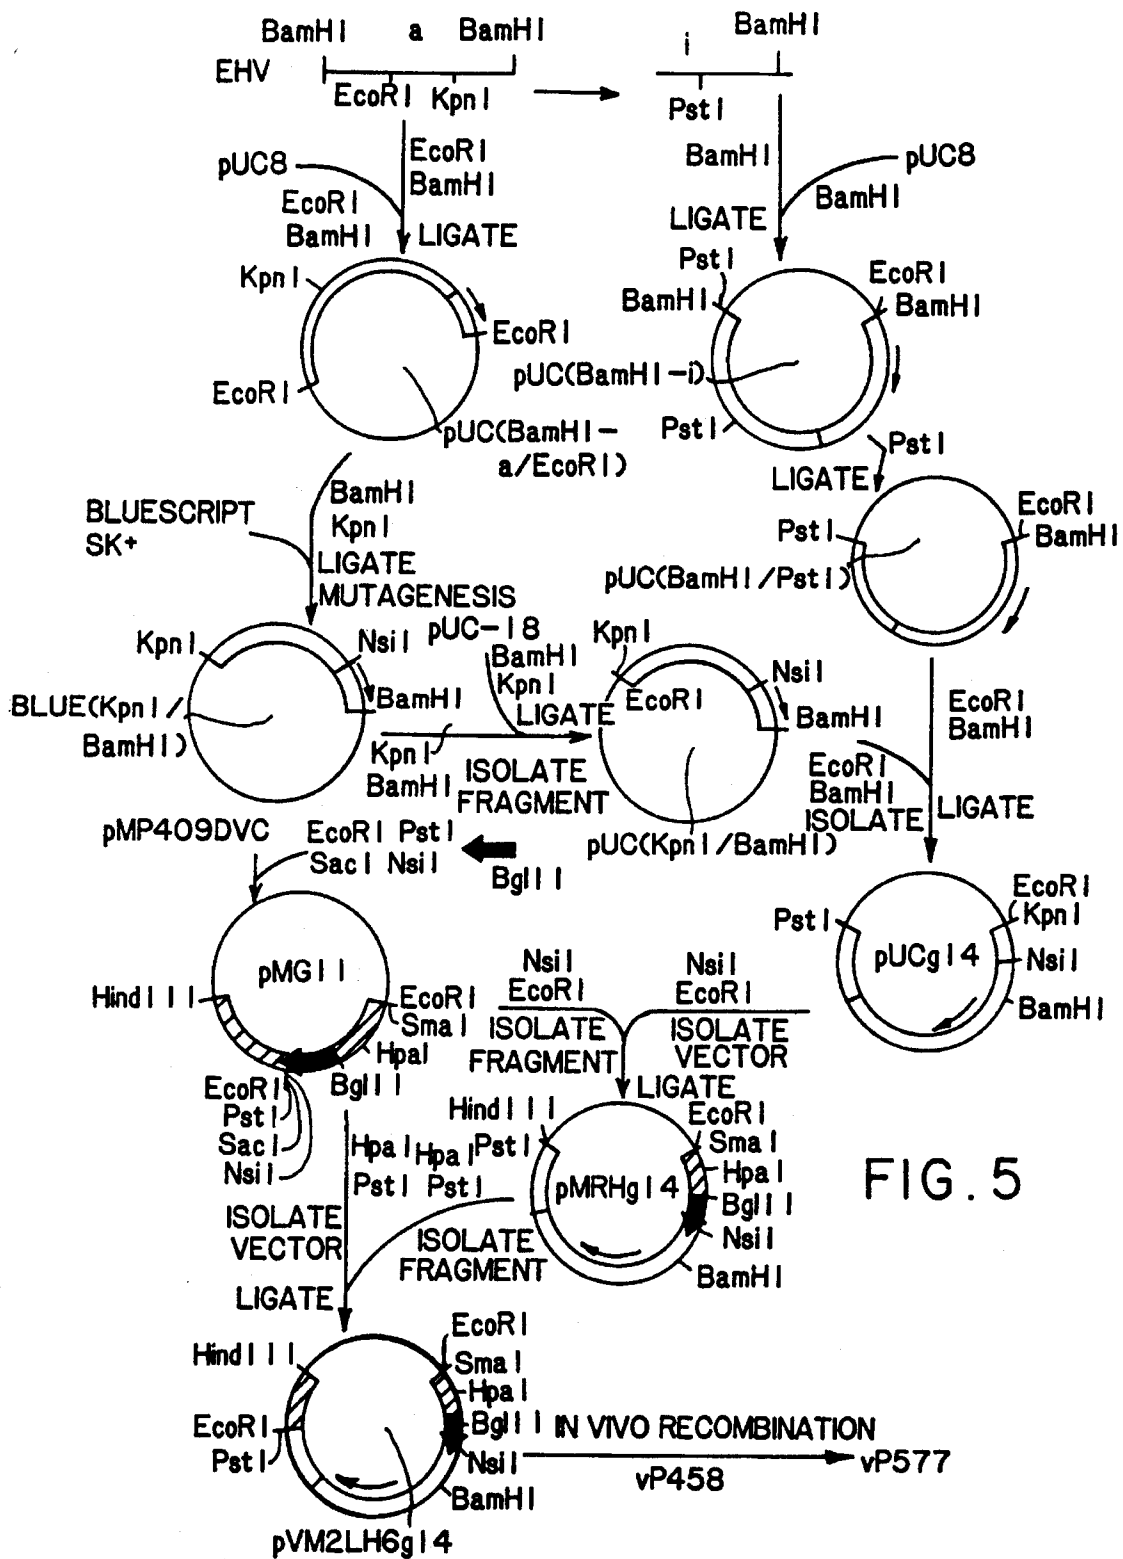 BamHI a BamHI
EHV
EcoRI KpnI
i BamHI
PstI
EcoRI
BamHI
pUC8
EcoRI
BamHI
LIGATE
BamHI
pUC8
BamHI
LIGATE
KpnI
EcoRI
EcoRI
pUC(BamHI-
a/EcoRI)
PstI
BamHI
EcoRI
BamHI
pUC(BamHI-i)
PstI
PstI
LIGATE
BLUESCRIPT
SK+
BamHI
KpnI
LIGATE
MUTAGENESIS
PstI
EcoRI
BamHI
pUC(BamHI/PstI)
KpnI
NsiI
BamHI
BLUE(KpnI/
BamHI)
pUC-18
BamHI
KpnI
LIGATE
KpnI
BamHI
ISOLATE
FRAGMENT
KpnI
EcoRI
NsiI
BamHI
pUC(KpnI/BamHI)
EcoRI
BamHI
EcoRI
BamHI
ISOLATE
LIGATE
pMP409DVC
EcoRI PstI
SacI NsiI
BglII
pMGII
HindIII
EcoRI
SmaI
HpaI
BglII
EcoRI
PstI
SacI
NsiI
NsiI
EcoRI
ISOLATE
FRAGMENT
NsiI
EcoRI
ISOLATE
VECTOR
LIGATE
PstI
EcoRI
KpnI
NsiI
BamHI
pUCgI4
HindIII
PstI
EcoRI
SmaI
HpaI
BglII
NsiI
BamHI
pMRHgI4
FIG. 5
HpaI
PstI
HpaI
PstI
ISOLATE
VECTOR
ISOLATE
FRAGMENT
LIGATE
HindIII
EcoRI
PstI
EcoRI
SmaI
HpaI
BglII
NsiI
BamHI
pVM2LH6gI4
IN VIVO RECOMBINATION
vP458
vP577